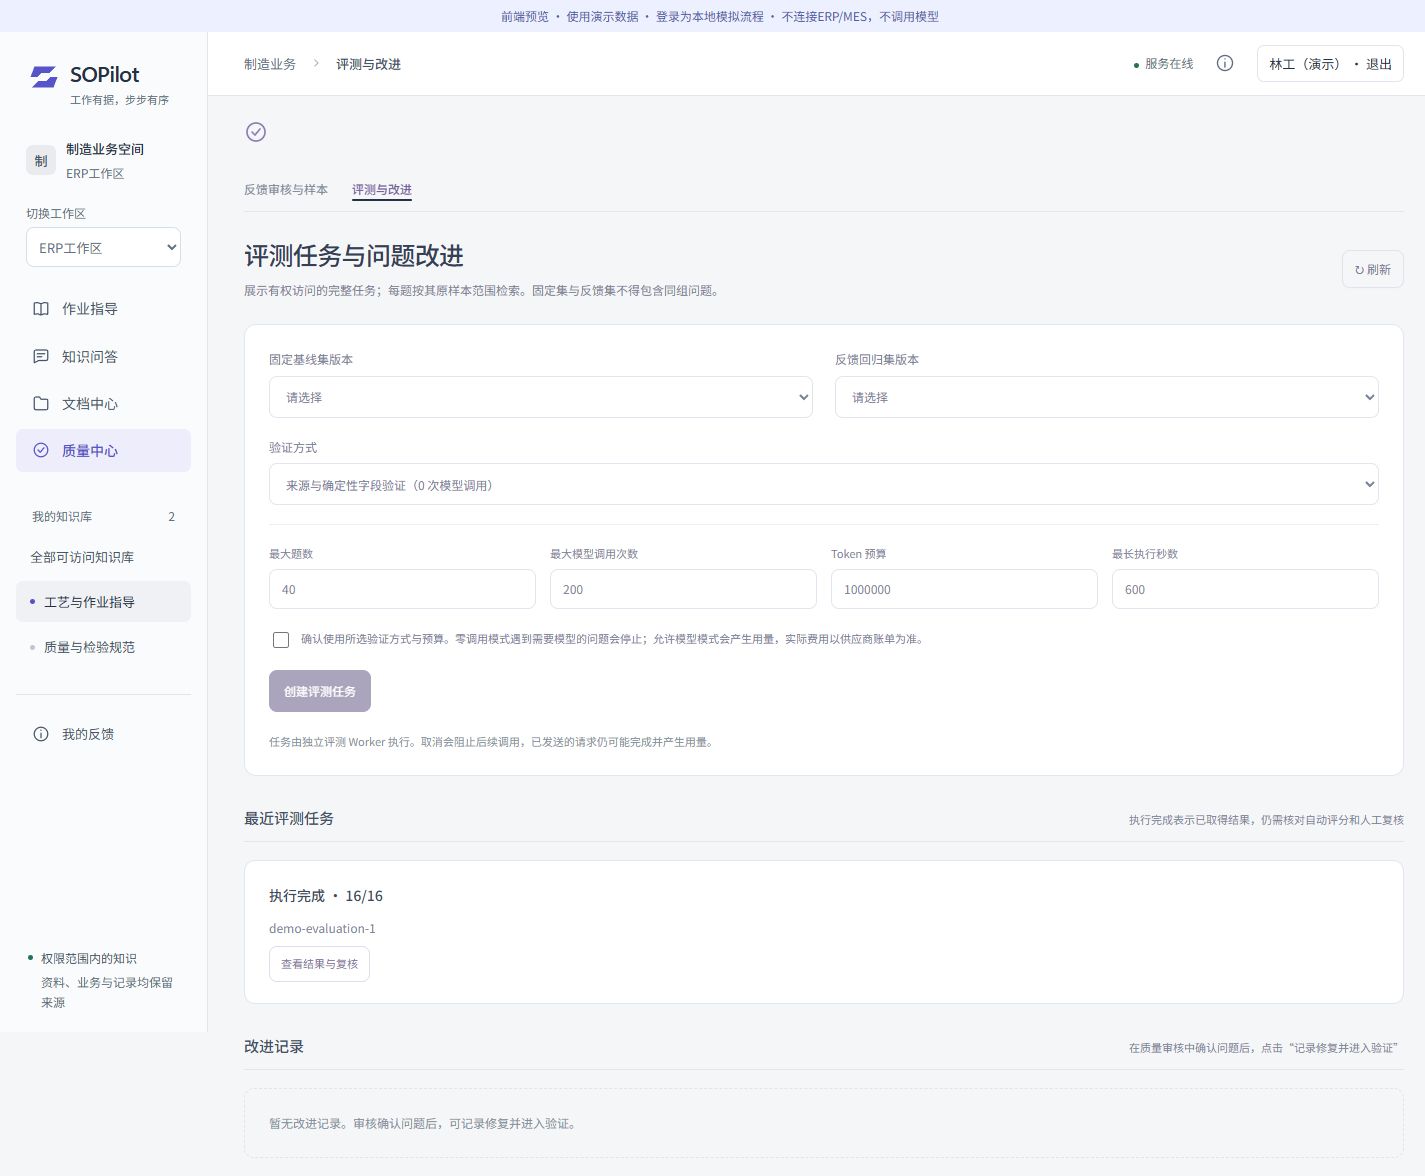 前端预览 · 使用演示数据 · 登录为本地模拟流程 · 不连接ERP/MES，不调用模型
SOPilot
工作有据，步步有序
制
制造业务空间
ERP工作区
切换工作区
ERP工作区
作业指导
知识问答
文档中心
质量中心
我的知识库 2
全部可访问知识库
工艺与作业指导
质量与检验规范
我的反馈
权限范围内的知识
资料、业务与记录均保留
来源
制造业务 > 评测与改进
服务在线
林工（演示） · 退出
反馈审核与样本 评测与改进
评测任务与问题改进
展示有权访问的完整任务；每题按其原样本范围检索。固定集与反馈集不得包含同组问题。
↻ 刷新
固定基线集版本 反馈回归集版本
请选择 请选择
验证方式
来源与确定性字段验证（0 次模型调用）
最大题数 最大模型调用次数 Token 预算 最长执行秒数
40 200 1000000 600
确认使用所选验证方式与预算。零调用模式遇到需要模型的问题会停止；允许模型模式会产生用量，实际费用以供应商账单为准。
创建评测任务
任务由独立评测 Worker 执行。取消会阻止后续调用，已发送的请求仍可能完成并产生用量。
最近评测任务 执行完成表示已取得结果，仍需核对自动评分和人工复核
执行完成 · 16/16
demo-evaluation-1
查看结果与复核
改进记录 在质量审核中确认问题后，点击“记录修复并进入验证”
暂无改进记录。审核确认问题后，可记录修复并进入验证。